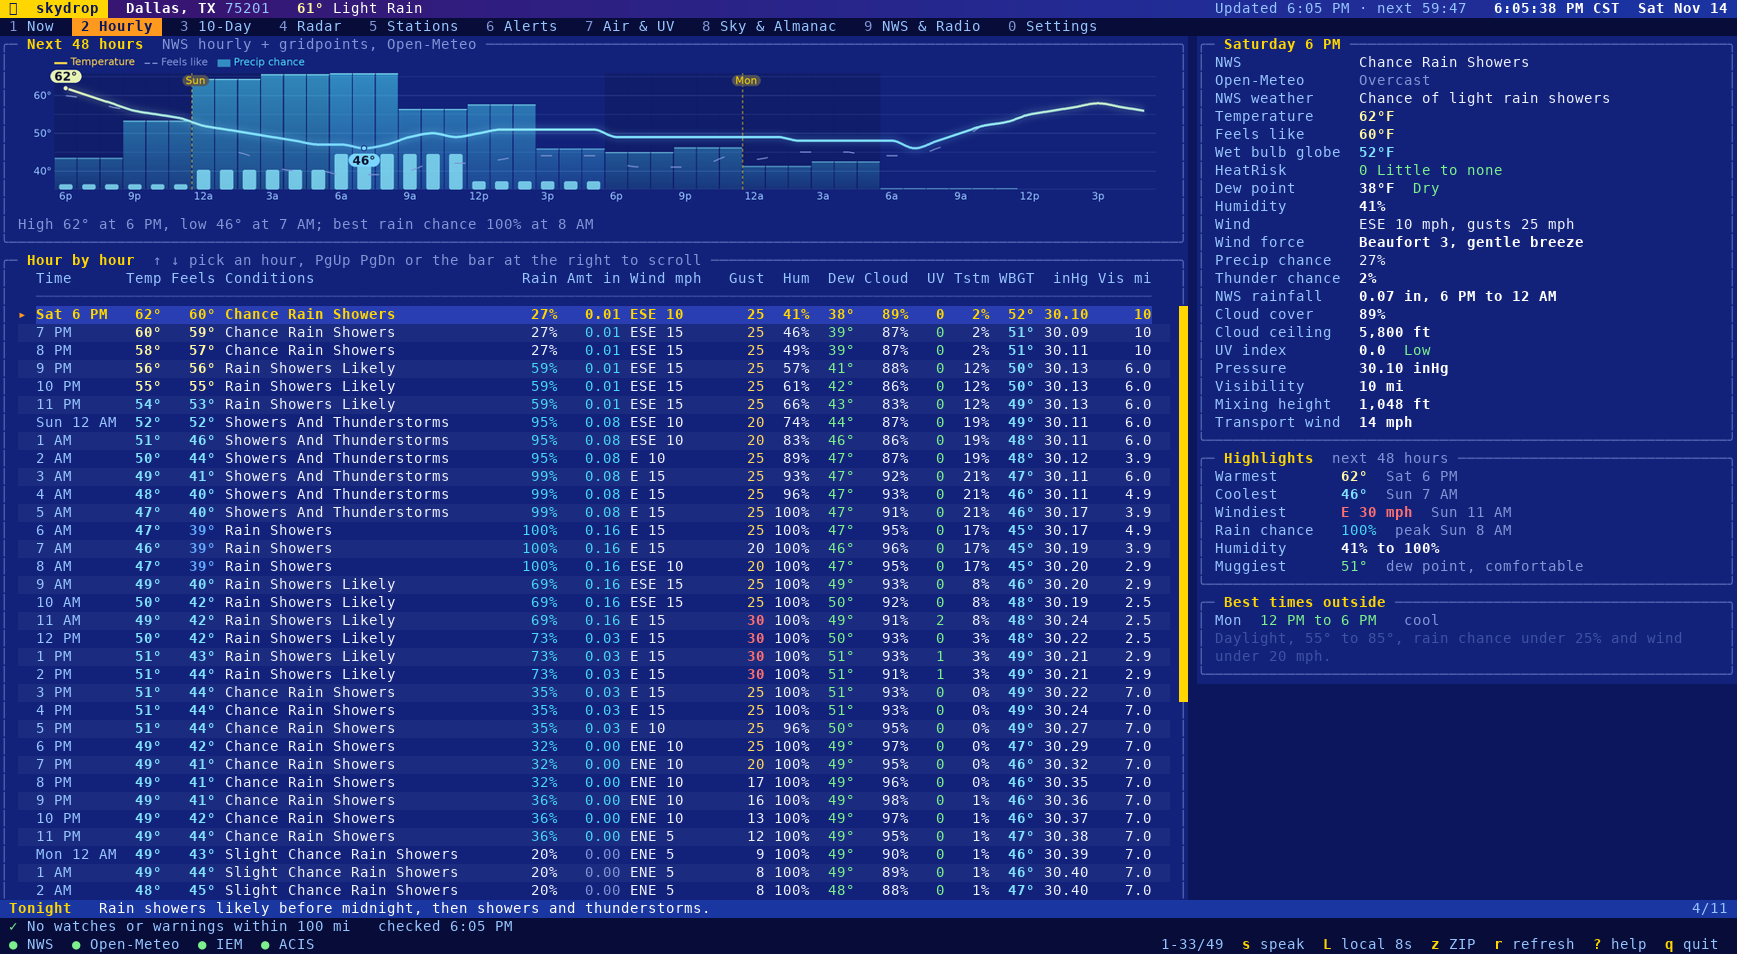 skydrop Dallas, TX 75201 61° Light Rain Updated 6:05 PM · next 59:47 6:05:38 PM CST Sat Nov 14
1 Now 2 Hourly 3 10-Day 4 Radar 5 Stations 6 Alerts 7 Air & UV 8 Sky & Almanac 9 NWS & Radio 0 Settings
Next 48 hours NWS hourly + gridpoints, Open-Meteo
Temperature Feels like Precip chance
62° Sun Mon
60°
50°
46°
40°
6p 9p 12a 3a 6a 9a 12p 3p 6p 9p 12a 3a 6a 9a 12p 3p
High 62° at 6 PM, low 46° at 7 AM; best rain chance 100% at 8 AM
Hour by hour ↑ ↓ pick an hour, PgUp PgDn or the bar at the right to scroll
Time Temp Feels Conditions Rain Amt in Wind mph Gust Hum Dew Cloud UV Tstm WBGT inHg Vis mi
▸ Sat 6 PM 62° 60° Chance Rain Showers 27% 0.01 ESE 10 25 41% 38° 89% 0 2% 52° 30.10 10
7 PM 60° 59° Chance Rain Showers 27% 0.01 ESE 15 25 46% 39° 87% 0 2% 51° 30.09 10
8 PM 58° 57° Chance Rain Showers 27% 0.01 ESE 15 25 49% 39° 87% 0 2% 51° 30.11 10
9 PM 56° 56° Rain Showers Likely 59% 0.01 ESE 15 25 57% 41° 88% 0 12% 50° 30.13 6.0
10 PM 55° 55° Rain Showers Likely 59% 0.01 ESE 15 25 61% 42° 86% 0 12% 50° 30.13 6.0
11 PM 54° 53° Rain Showers Likely 59% 0.01 ESE 15 25 66% 43° 83% 0 12% 49° 30.13 6.0
Sun 12 AM 52° 52° Showers And Thunderstorms 95% 0.08 ESE 10 20 74% 44° 87% 0 19% 49° 30.11 6.0
1 AM 51° 46° Showers And Thunderstorms 95% 0.08 ESE 10 20 83% 46° 86% 0 19% 48° 30.11 6.0
2 AM 50° 44° Showers And Thunderstorms 95% 0.08 E 10 25 89% 47° 87% 0 19% 48° 30.12 3.9
3 AM 49° 41° Showers And Thunderstorms 99% 0.08 E 15 25 93% 47° 92% 0 21% 47° 30.11 6.0
4 AM 48° 40° Showers And Thunderstorms 99% 0.08 E 15 25 96% 47° 93% 0 21% 46° 30.11 4.9
5 AM 47° 40° Showers And Thunderstorms 99% 0.08 E 15 25 100% 47° 91% 0 21% 46° 30.17 3.9
6 AM 47° 39° Rain Showers 100% 0.16 E 15 25 100% 47° 95% 0 17% 45° 30.17 4.9
7 AM 46° 39° Rain Showers 100% 0.16 E 15 20 100% 46° 96% 0 17% 45° 30.19 3.9
8 AM 47° 39° Rain Showers 100% 0.16 ESE 10 20 100% 47° 95% 0 17% 45° 30.20 2.9
9 AM 49° 40° Rain Showers Likely 69% 0.16 ESE 15 25 100% 49° 93% 0 8% 46° 30.20 2.9
10 AM 50° 42° Rain Showers Likely 69% 0.16 ESE 15 25 100% 50° 92% 0 8% 48° 30.19 2.5
11 AM 49° 42° Rain Showers Likely 69% 0.16 E 15 30 100% 49° 91% 2 8% 48° 30.24 2.5
12 PM 50° 42° Rain Showers Likely 73% 0.03 E 15 30 100% 50° 93% 0 3% 48° 30.22 2.5
1 PM 51° 43° Rain Showers Likely 73% 0.03 E 15 30 100% 51° 93% 1 3% 49° 30.21 2.9
2 PM 51° 44° Rain Showers Likely 73% 0.03 E 15 30 100% 51° 91% 1 3% 49° 30.21 2.9
3 PM 51° 44° Chance Rain Showers 35% 0.03 E 15 25 100% 51° 93% 0 0% 49° 30.22 7.0
4 PM 51° 44° Chance Rain Showers 35% 0.03 E 15 25 100% 51° 93% 0 0% 49° 30.24 7.0
5 PM 51° 44° Chance Rain Showers 35% 0.03 E 10 25 96% 50° 95% 0 0% 49° 30.27 7.0
6 PM 49° 42° Chance Rain Showers 32% 0.00 ENE 10 25 100% 49° 97% 0 0% 47° 30.29 7.0
7 PM 49° 41° Chance Rain Showers 32% 0.00 ENE 10 20 100% 49° 95% 0 0% 46° 30.32 7.0
8 PM 49° 41° Chance Rain Showers 32% 0.00 ENE 10 17 100% 49° 96% 0 0% 46° 30.35 7.0
9 PM 49° 41° Chance Rain Showers 36% 0.00 ENE 10 16 100% 49° 98% 0 1% 46° 30.36 7.0
10 PM 49° 42° Chance Rain Showers 36% 0.00 ENE 10 13 100% 49° 97% 0 1% 46° 30.37 7.0
11 PM 49° 44° Chance Rain Showers 36% 0.00 ENE 5 12 100% 49° 95% 0 1% 47° 30.38 7.0
Mon 12 AM 49° 43° Slight Chance Rain Showers 20% 0.00 ENE 5 9 100% 49° 90% 0 1% 46° 30.39 7.0
1 AM 49° 44° Slight Chance Rain Showers 20% 0.00 ENE 5 8 100% 49° 89% 0 1% 46° 30.40 7.0
2 AM 48° 45° Slight Chance Rain Showers 20% 0.00 ENE 5 8 100% 48° 88% 0 1% 47° 30.40 7.0
Saturday 6 PM
NWS Chance Rain Showers
Open-Meteo Overcast
NWS weather Chance of light rain showers
Temperature 62°F
Feels like 60°F
Wet bulb globe 52°F
HeatRisk 0 Little to none
Dew point 38°F Dry
Humidity 41%
Wind ESE 10 mph, gusts 25 mph
Wind force Beaufort 3, gentle breeze
Precip chance 27%
Thunder chance 2%
NWS rainfall 0.07 in, 6 PM to 12 AM
Cloud cover 89%
Cloud ceiling 5,800 ft
UV index 0.0 Low
Pressure 30.10 inHg
Visibility 10 mi
Mixing height 1,048 ft
Transport wind 14 mph
Highlights next 48 hours
Warmest 62° Sat 6 PM
Coolest 46° Sun 7 AM
Windiest E 30 mph Sun 11 AM
Rain chance 100% peak Sun 8 AM
Humidity 41% to 100%
Muggiest 51° dew point, comfortable
Best times outside
Mon 12 PM to 6 PM cool
Daylight, 55° to 85°, rain chance under 25% and wind
under 20 mph.
Tonight Rain showers likely before midnight, then showers and thunderstorms. 4/11
✓ No watches or warnings within 100 mi checked 6:05 PM
● NWS ● Open-Meteo ● IEM ● ACIS 1-33/49 s speak L local 8s z ZIP r refresh ? help q quit